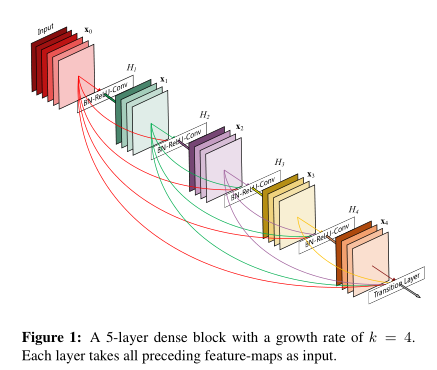 Input
x0
H1
BN-ReLU-Conv
x1
H2
BN-ReLU-Conv
x2
H3
BN-ReLU-Conv
x3
H4
BN-ReLU-Conv
x4
Transition Layer
Figure 1: A 5-layer dense block with a growth rate of k = 4.
Each layer takes all preceding feature-maps as input.